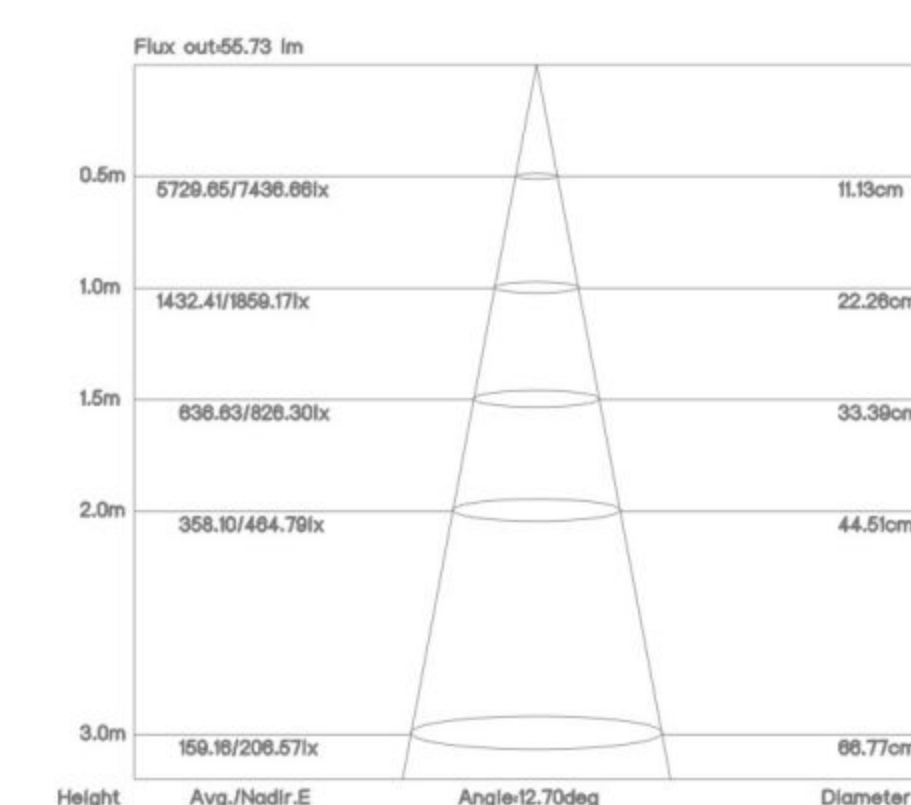 Flux out:55.73 lm
0.5m 5729.65/7436.66lx 11.13cm
1.0m 1432.41/1859.17lx 22.26cm
1.5m 636.63/826.30lx 33.39cm
2.0m 358.10/464.79lx 44.51cm
3.0m 159.16/206.57lx 66.77cm
Height Avg./Nadir.E Angle:12.70deg Diameter